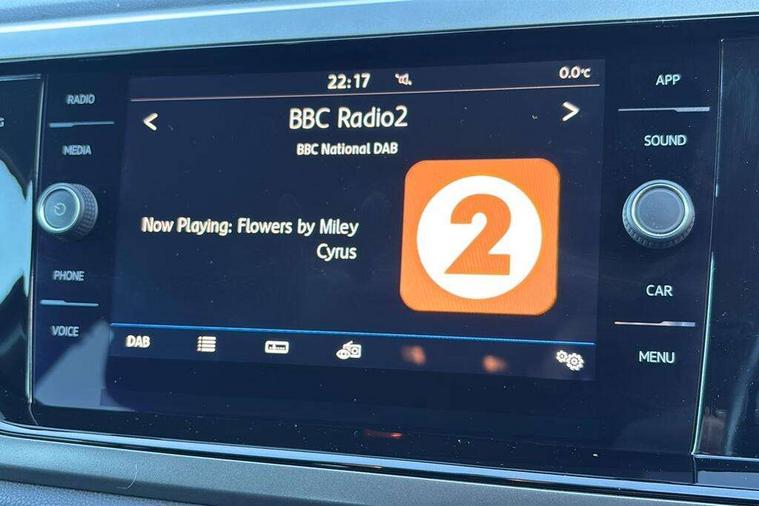 22:17
0.0°C
BBC Radio2
BBC National DAB
Now Playing: Flowers by Miley
Cyrus
2
DAB
RADIO
MEDIA
PHONE
VOICE
APP
SOUND
CAR
MENU